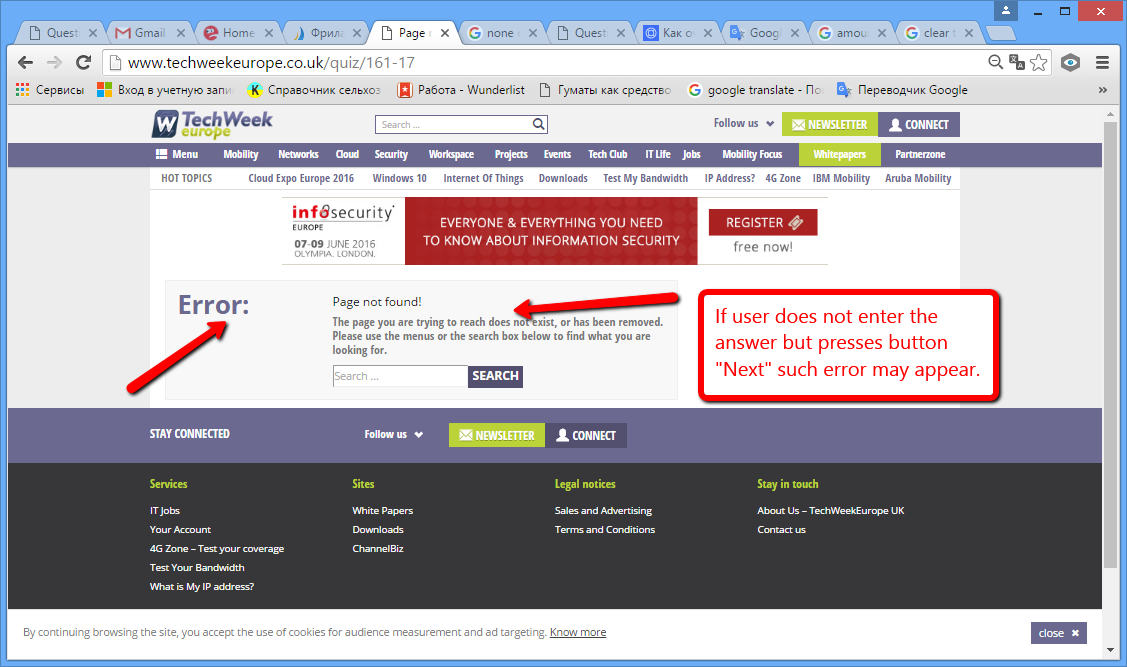 Quest
Gmail
Home
Фрила
Page
none
Quest
Как о
Googl
amou
clear t
www.techweekeurope.co.uk/quiz/161-17
Сервисы
Вход в учетную запи
Справочник сельхоз
Работа - Wunderlist
Гуматы как средство
google translate - По
Переводчик Google
»
TechWeek
europe
Search ...
Follow us
NEWSLETTER
CONNECT
Menu
Mobility
Networks
Cloud
Security
Workspace
Projects
Events
Tech Club
IT Life
Jobs
Mobility Focus
Whitepapers
Partnerzone
HOT TOPICS
Cloud Expo Europe 2016
Windows 10
Internet Of Things
Downloads
Test My Bandwidth
IP Address?
4G Zone
IBM Mobility
Aruba Mobility
infosecurity
EUROPE
07-09 JUNE 2016
OLYMPIA. LONDON.
EVERYONE & EVERYTHING YOU NEED
TO KNOW ABOUT INFORMATION SECURITY
REGISTER
free now!
Error:
Page not found!
The page you are trying to reach does not exist, or has been removed.
Please use the menus or the search box below to find what you are
looking for.
Search ...
SEARCH
If user does not enter the
answer but presses button
"Next" such error may appear.
STAY CONNECTED
Follow us
NEWSLETTER
CONNECT
Services
IT Jobs
Your Account
4G Zone – Test your coverage
Test Your Bandwidth
What is My IP address?
Sites
White Papers
Downloads
ChannelBiz
Legal notices
Sales and Advertising
Terms and Conditions
Stay in touch
About Us – TechWeekEurope UK
Contact us
By continuing browsing the site, you accept the use of cookies for audience measurement and ad targeting. Know more
close ✖